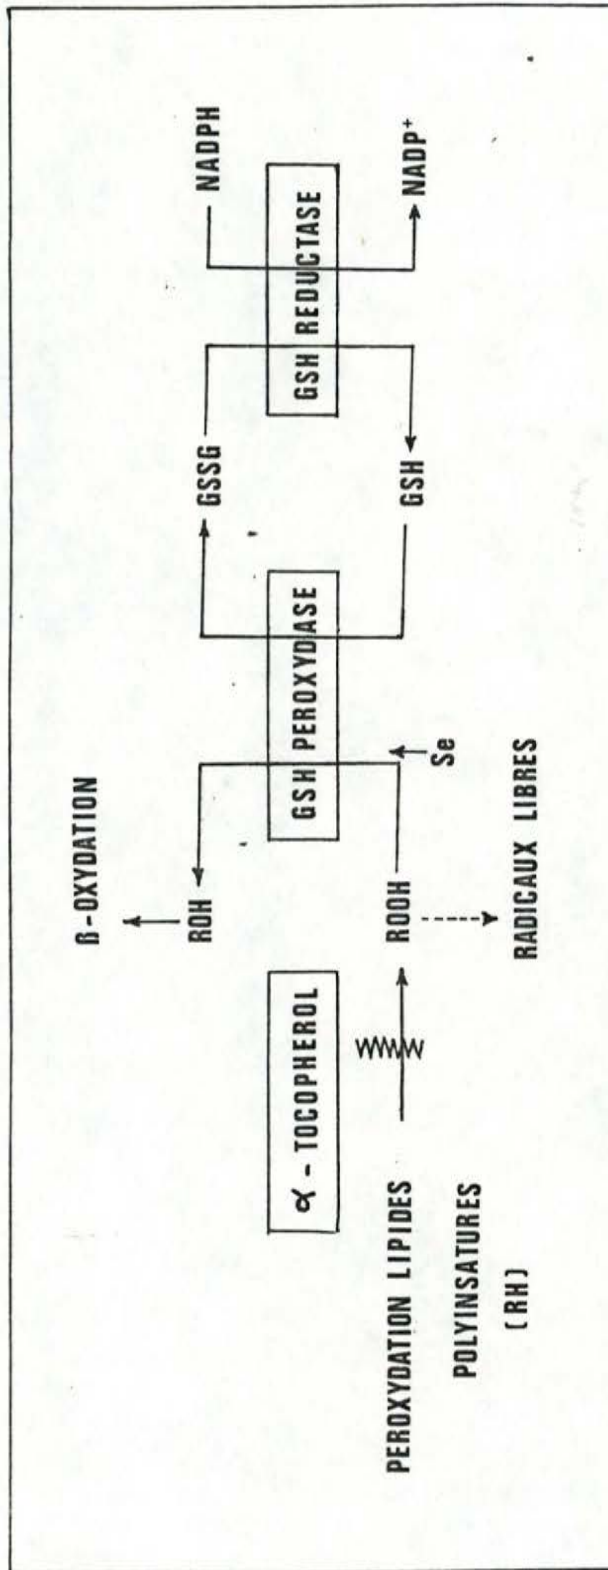 ß-OXYDATION
ROH
GSSG
NADPH
α - TOCOPHEROL
GSH PEROXYDASE
GSH REDUCTASE
Se
PEROXYDATION LIPIDES
POLYINSATURES
(RH)
ROOH
GSH
NADP+
RADICAUX LIBRES